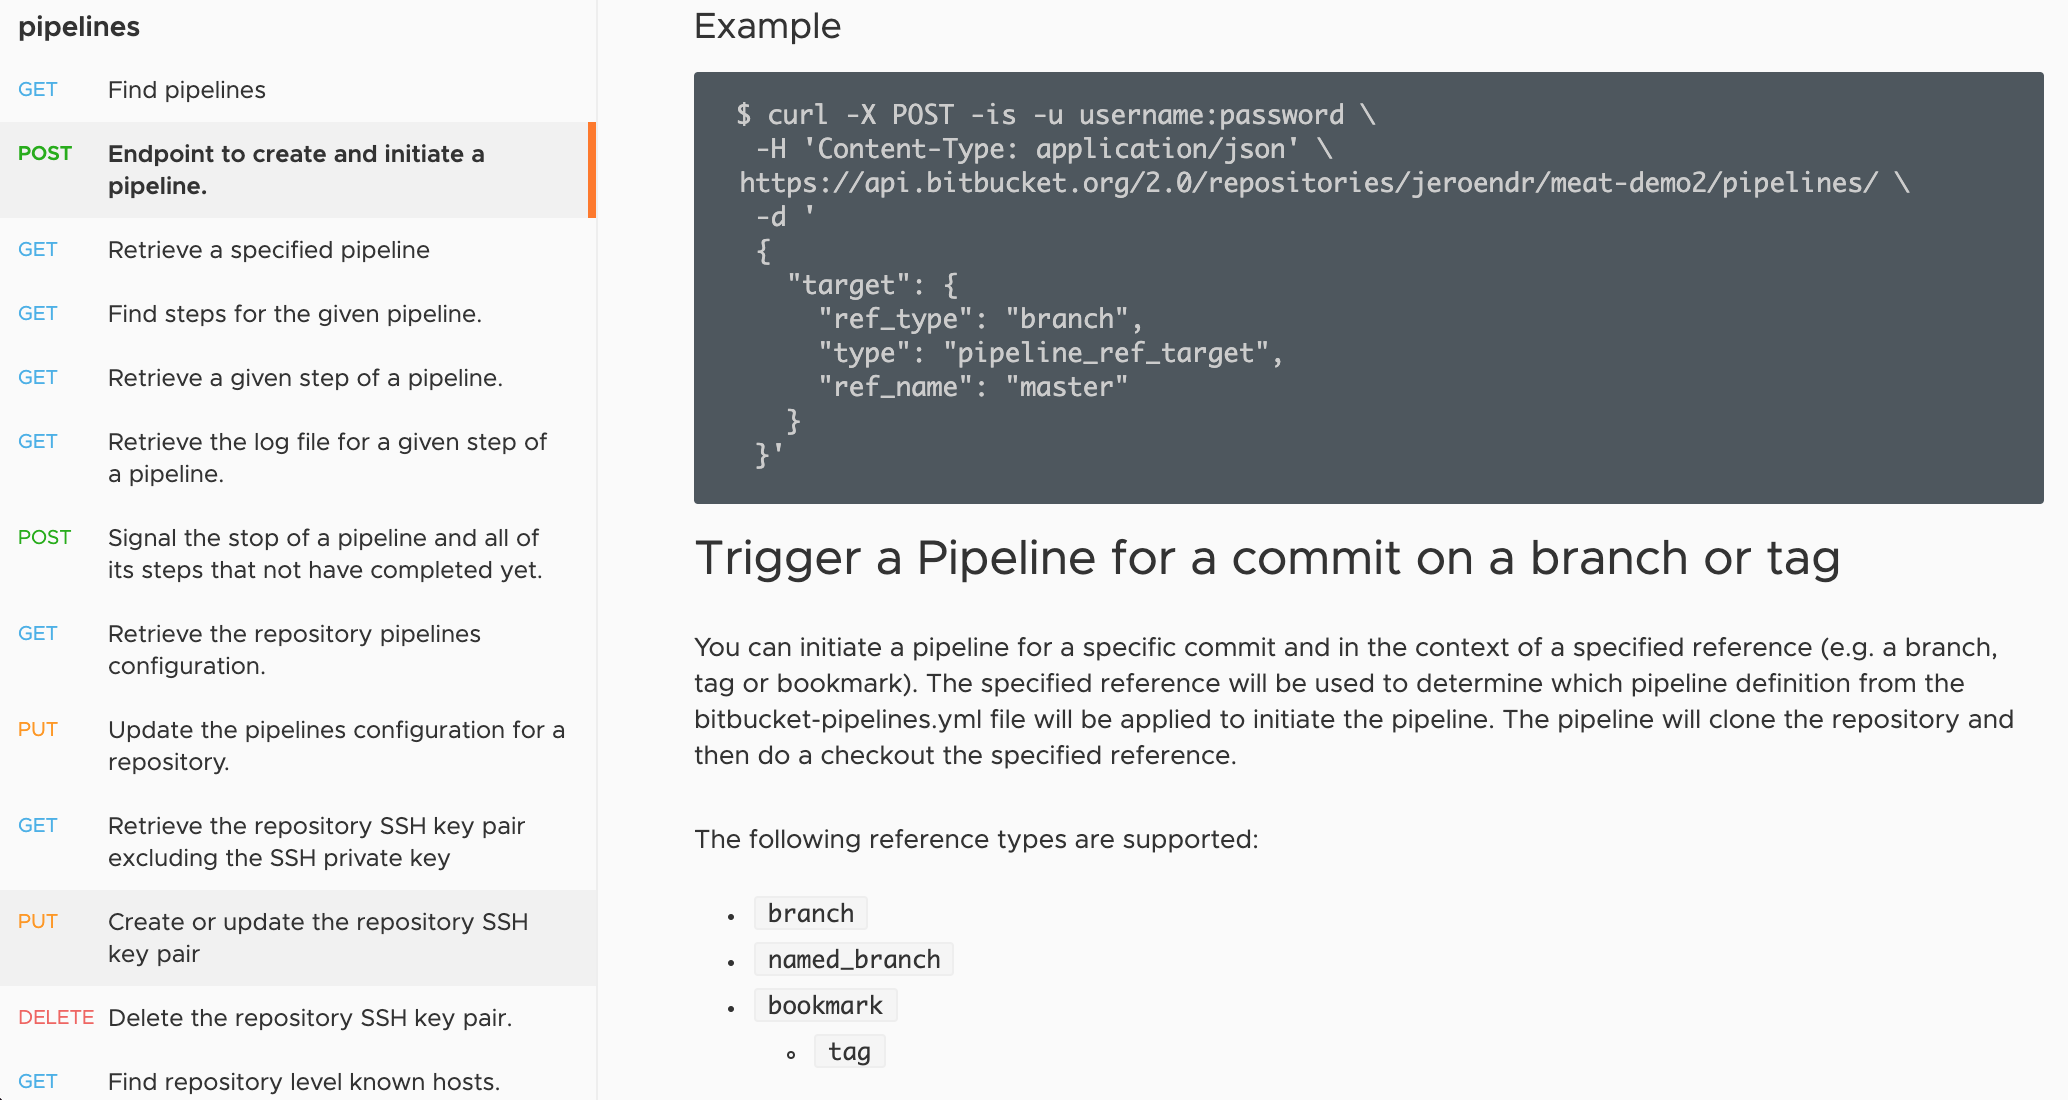 pipelines
GET Find pipelines
POST Endpoint to create and initiate a
pipeline.
GET Retrieve a specified pipeline
GET Find steps for the given pipeline.
GET Retrieve a given step of a pipeline.
GET Retrieve the log file for a given step of
a pipeline.
POST Signal the stop of a pipeline and all of
its steps that not have completed yet.
GET Retrieve the repository pipelines
configuration.
PUT Update the pipelines configuration for a
repository.
GET Retrieve the repository SSH key pair
excluding the SSH private key
PUT Create or update the repository SSH
key pair
DELETE Delete the repository SSH key pair.
GET Find repository level known hosts.
Example
$ curl -X POST -is -u username:password \
-H 'Content-Type: application/json' \
https://api.bitbucket.org/2.0/repositories/jeroendr/meat-demo2/pipelines/ \
-d '
{
"target": {
"ref_type": "branch",
"type": "pipeline_ref_target",
"ref_name": "master"
}
}'
Trigger a Pipeline for a commit on a branch or tag
You can initiate a pipeline for a specific commit and in the context of a specified reference (e.g. a branch,
tag or bookmark). The specified reference will be used to determine which pipeline definition from the
bitbucket-pipelines.yml file will be applied to initiate the pipeline. The pipeline will clone the repository and
then do a checkout the specified reference.
The following reference types are supported:
• branch
• named_branch
• bookmark
◦ tag